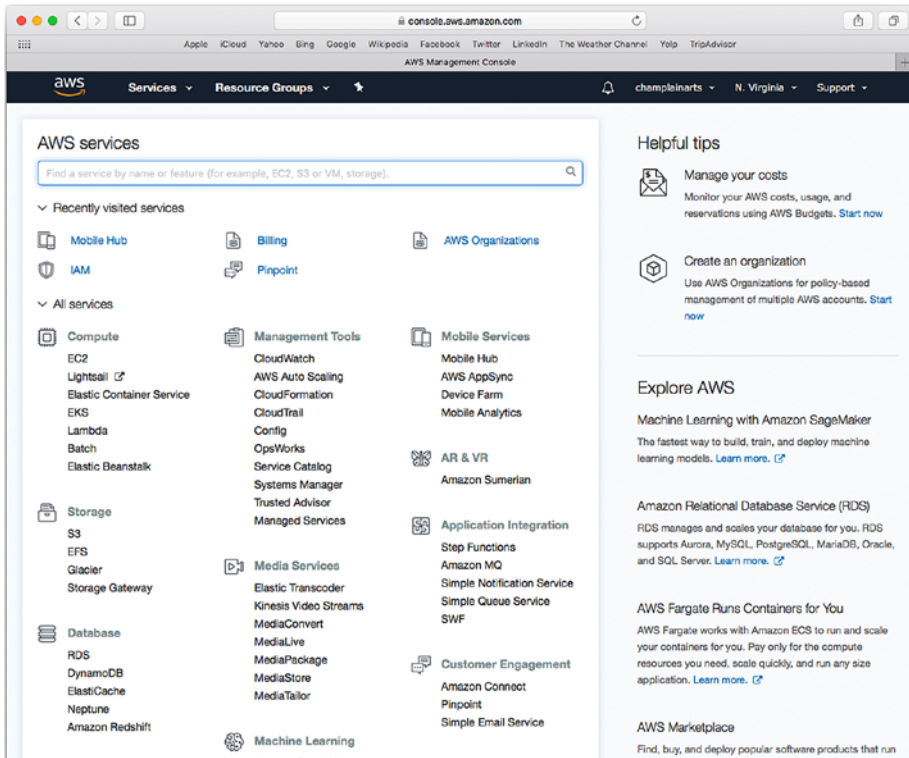 console.aws.amazon.com
Apple iCloud Yahoo Bing Google Wikipedia Facebook Twitter LinkedIn The Weather Channel Yelp TripAdvisor
AWS Management Console
aws Services Resource Groups champlainarts N. Virginia Support
AWS services
Find a service by name or feature (for example, EC2, S3 or VM, storage).
Recently visited services
Mobile Hub
Billing
AWS Organizations
IAM
Pinpoint
All services
Compute
EC2
Lightsail
Elastic Container Service
EKS
Lambda
Batch
Elastic Beanstalk
Storage
S3
EFS
Glacier
Storage Gateway
Database
RDS
DynamoDB
ElastiCache
Neptune
Amazon Redshift
Management Tools
CloudWatch
AWS Auto Scaling
CloudFormation
CloudTrail
Config
OpsWorks
Service Catalog
Systems Manager
Trusted Advisor
Managed Services
Media Services
Elastic Transcoder
Kinesis Video Streams
MediaConvert
MediaLive
MediaPackage
MediaStore
MediaTailor
Machine Learning
Mobile Services
Mobile Hub
AWS AppSync
Device Farm
Mobile Analytics
AR & VR
Amazon Sumerian
Application Integration
Step Functions
Amazon MQ
Simple Notification Service
Simple Queue Service
SWF
Customer Engagement
Amazon Connect
Pinpoint
Simple Email Service
Helpful tips
Manage your costs
Monitor your AWS costs, usage, and
reservations using AWS Budgets. Start now
Create an organization
Use AWS Organizations for policy-based
management of multiple AWS accounts. Start
now
Explore AWS
Machine Learning with Amazon SageMaker
The fastest way to build, train, and deploy machine
learning models. Learn more.
Amazon Relational Database Service (RDS)
RDS manages and scales your database for you. RDS
supports Aurora, MySQL, PostgreSQL, MariaDB, Oracle,
and SQL Server. Learn more.
AWS Fargate Runs Containers for You
AWS Fargate works with Amazon ECS to run and scale
your containers for you. Pay only for the compute
resources you need, scale quickly, and run any size
application. Learn more.
AWS Marketplace
Find, buy, and deploy popular software products that run